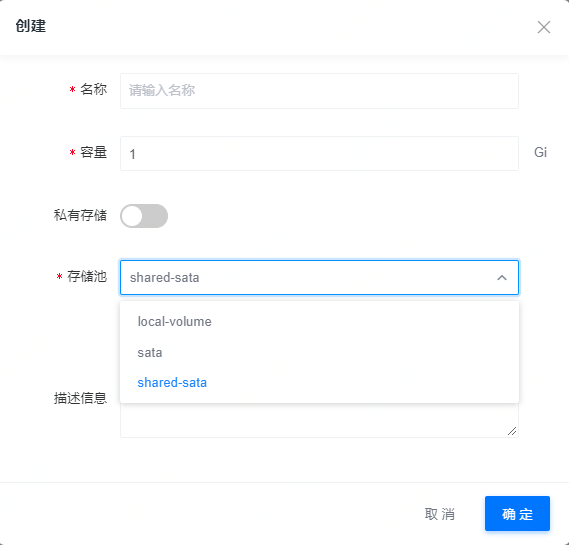 创建
* 名称 请输入名称
* 容量 1 Gi
私有存储
* 存储池 shared-sata
local-volume
sata
shared-sata
描述信息
取 消 确 定